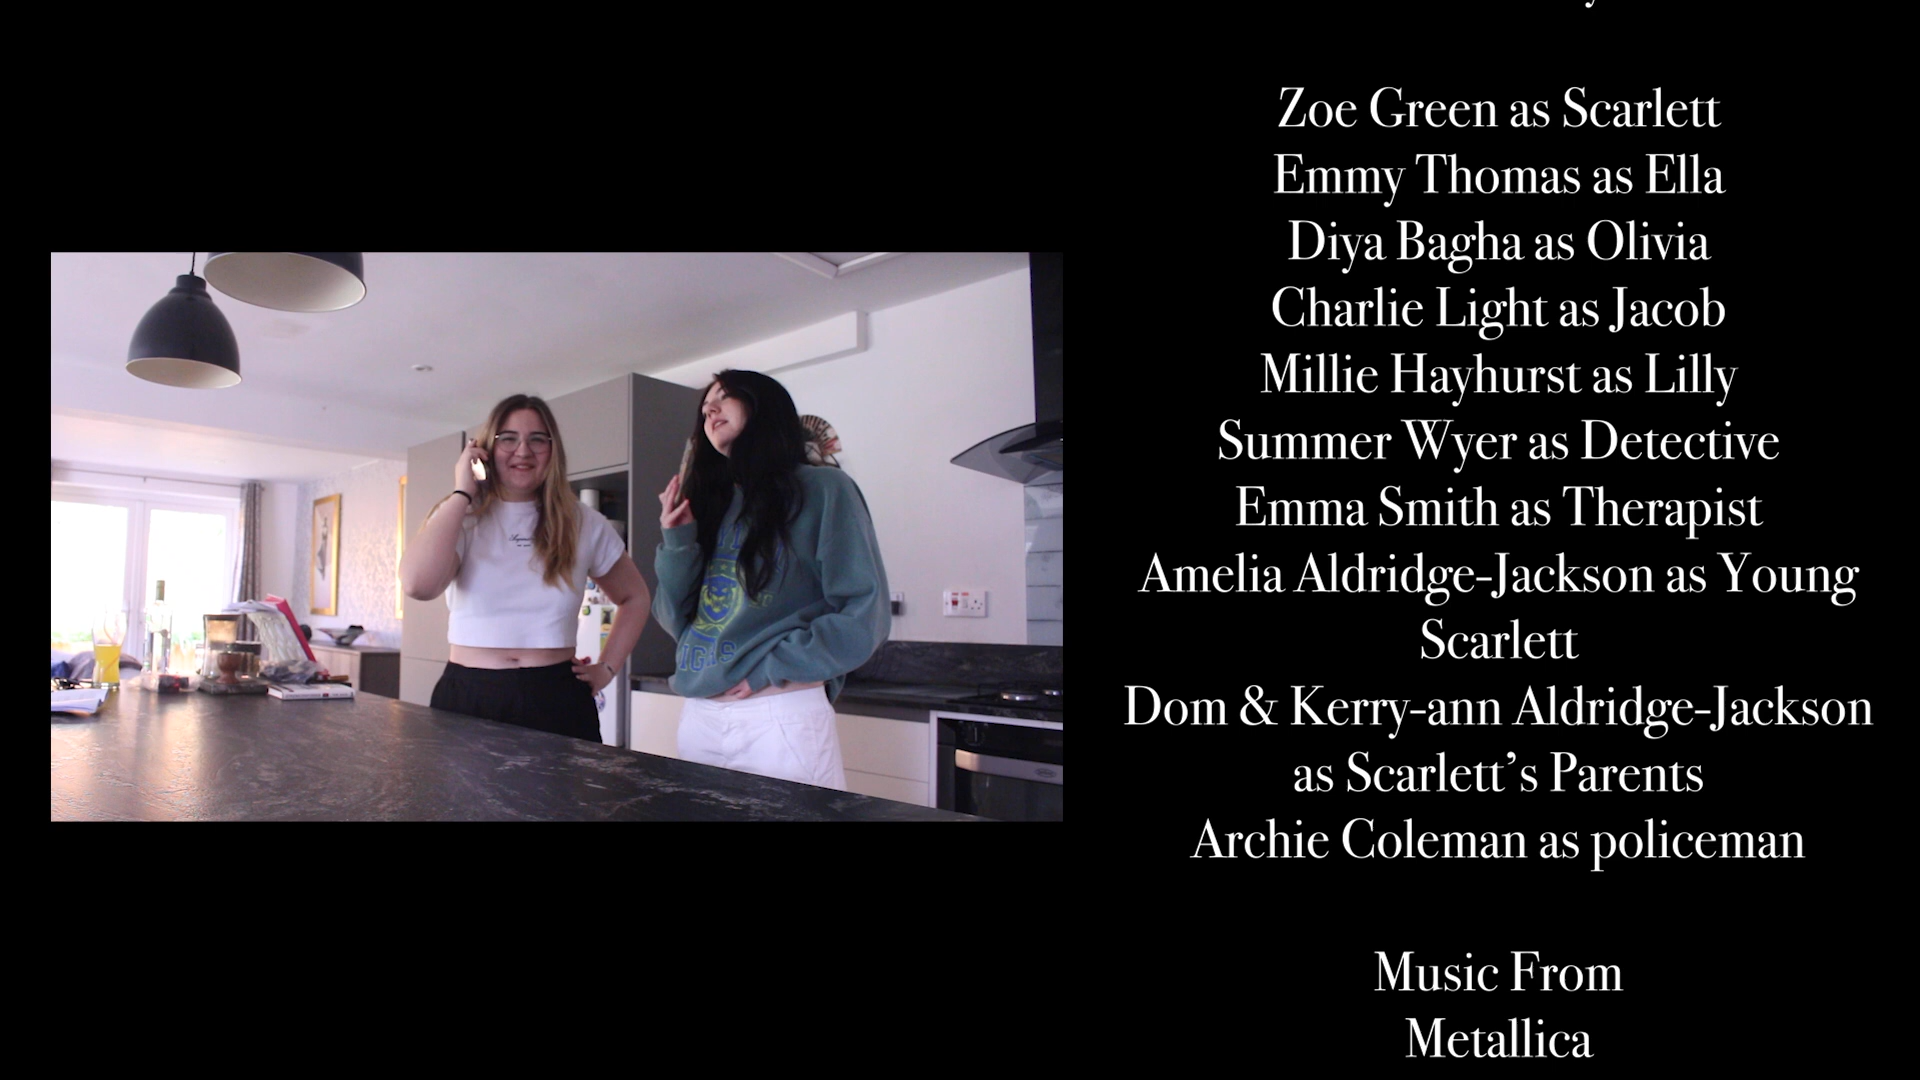 Zoe Green as Scarlett
Emmy Thomas as Ella
Diya Bagha as Olivia
Charlie Light as Jacob
Millie Hayhurst as Lilly
Summer Wyer as Detective
Emma Smith as Therapist
Amelia Aldridge-Jackson as Young
Scarlett
Dom & Kerry-ann Aldridge-Jackson
as Scarlett's Parents
Archie Coleman as policeman
Music From
Metallica